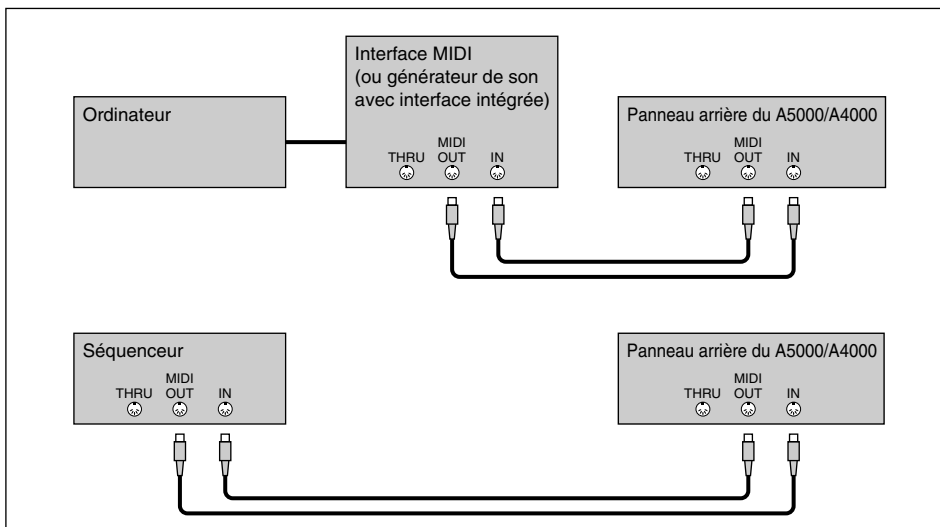 Interface MIDI
(ou générateur de son
avec interface intégrée)
Ordinateur
Panneau arrière du A5000/A4000
MIDI
THRU OUT IN
MIDI
THRU OUT IN
Séquenceur
Panneau arrière du A5000/A4000
MIDI
THRU OUT IN
MIDI
THRU OUT IN